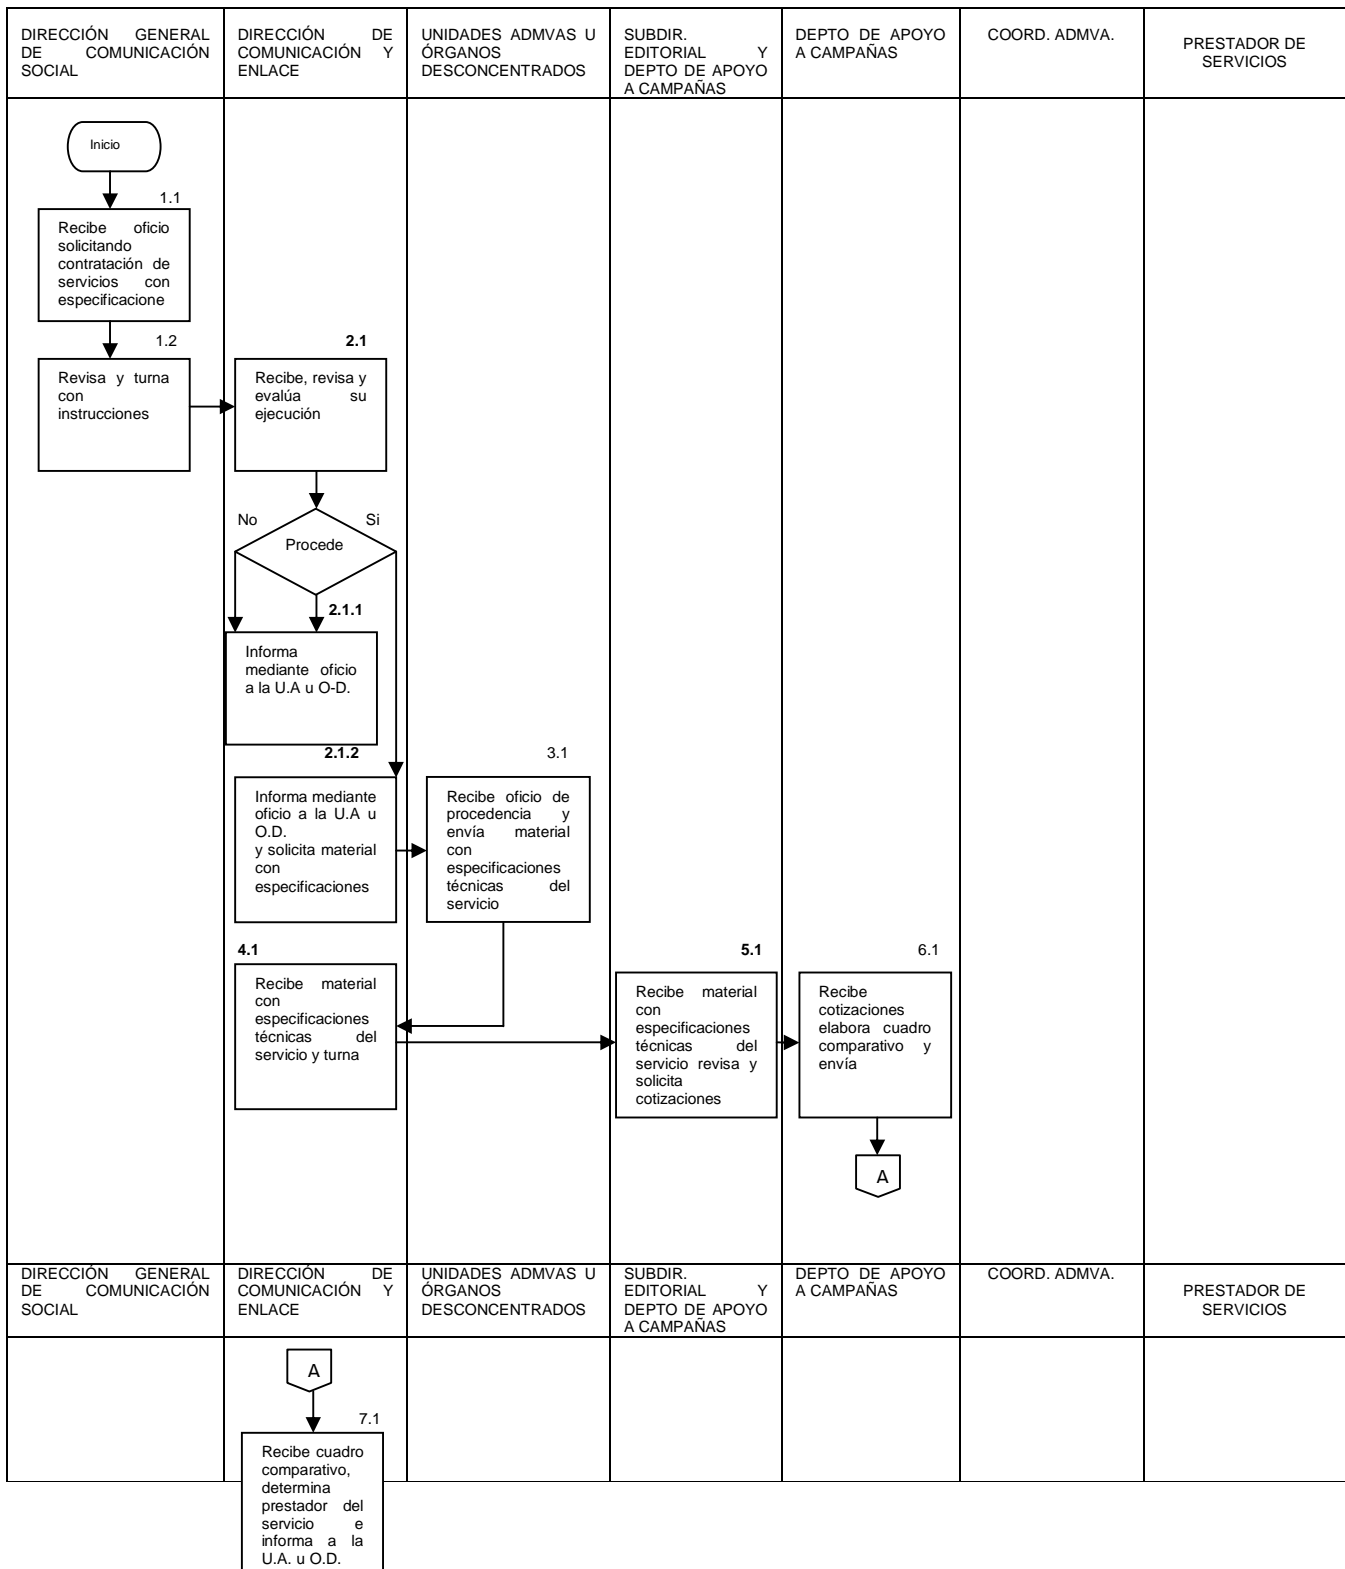 DIRECCIÓN GENERAL
DE COMUNICACIÓN
SOCIAL
DIRECCIÓN DE
COMUNICACIÓN Y
ENLACE
UNIDADES ADMVAS U
ÓRGANOS
DESCONCENTRADOS
SUBDIR.
EDITORIAL Y
DEPTO DE APOYO
A CAMPAÑAS
DEPTO DE APOYO
A CAMPAÑAS
COORD. ADMVA.
PRESTADOR DE
SERVICIOS
Inicio
1.1
Recibe oficio
solicitando
contratación de
servicios con
especificacione
1.2
Revisa y turna
con
instrucciones
2.1
Recibe, revisa y
evalúa su
ejecución
No
Si
Procede
2.1.1
Informa
mediante oficio
a la U.A u O-D.
2.1.2
Informa mediante
oficio a la U.A u
O.D.
y solicita material
con
especificaciones
3.1
Recibe oficio de
procedencia y
envía material
con
especificaciones
técnicas del
servicio
4.1
Recibe material
con
especificaciones
técnicas del
servicio y turna
5.1
Recibe material
con
especificaciones
técnicas del
servicio revisa y
solicita
cotizaciones
6.1
Recibe
cotizaciones
elabora cuadro
comparativo y
envía
A
DIRECCIÓN GENERAL
DE COMUNICACIÓN
SOCIAL
DIRECCIÓN DE
COMUNICACIÓN Y
ENLACE
UNIDADES ADMVAS U
ÓRGANOS
DESCONCENTRADOS
SUBDIR.
EDITORIAL Y
DEPTO DE APOYO
A CAMPAÑAS
DEPTO DE APOYO
A CAMPAÑAS
COORD. ADMVA.
PRESTADOR DE
SERVICIOS
A
7.1
Recibe cuadro
comparativo,
determina
prestador del
servicio e
informa a la
U.A. u O.D.